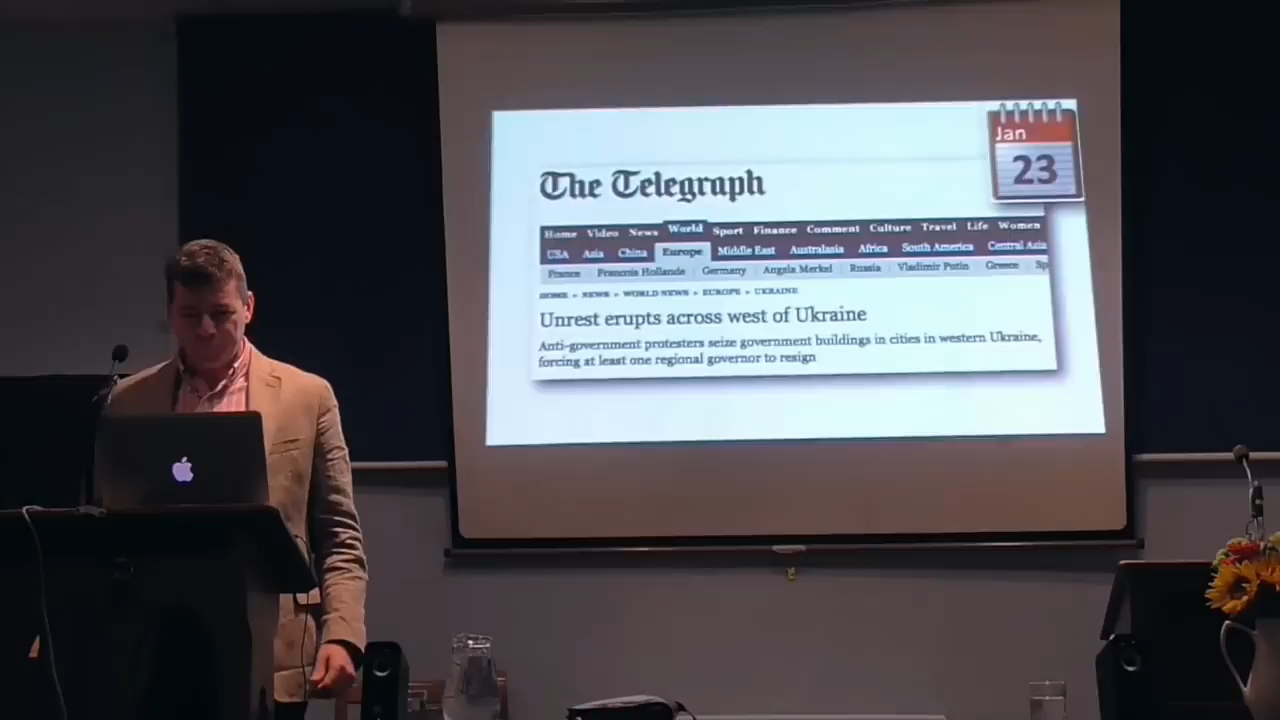 Jan
23
The Telegraph
Home Video News World Sport Finance Comment Culture Travel Life Women
USA Asia China Europe Middle East Australasia Africa South America Central Asia
France Francois Hollande Germany Angela Merkel Russia Vladimir Putin Greece Sp
HOME » NEWS » WORLD NEWS » EUROPE » UKRAINE
Unrest erupts across west of Ukraine
Anti-government protesters seize government buildings in cities in western Ukraine,
forcing at least one regional governor to resign